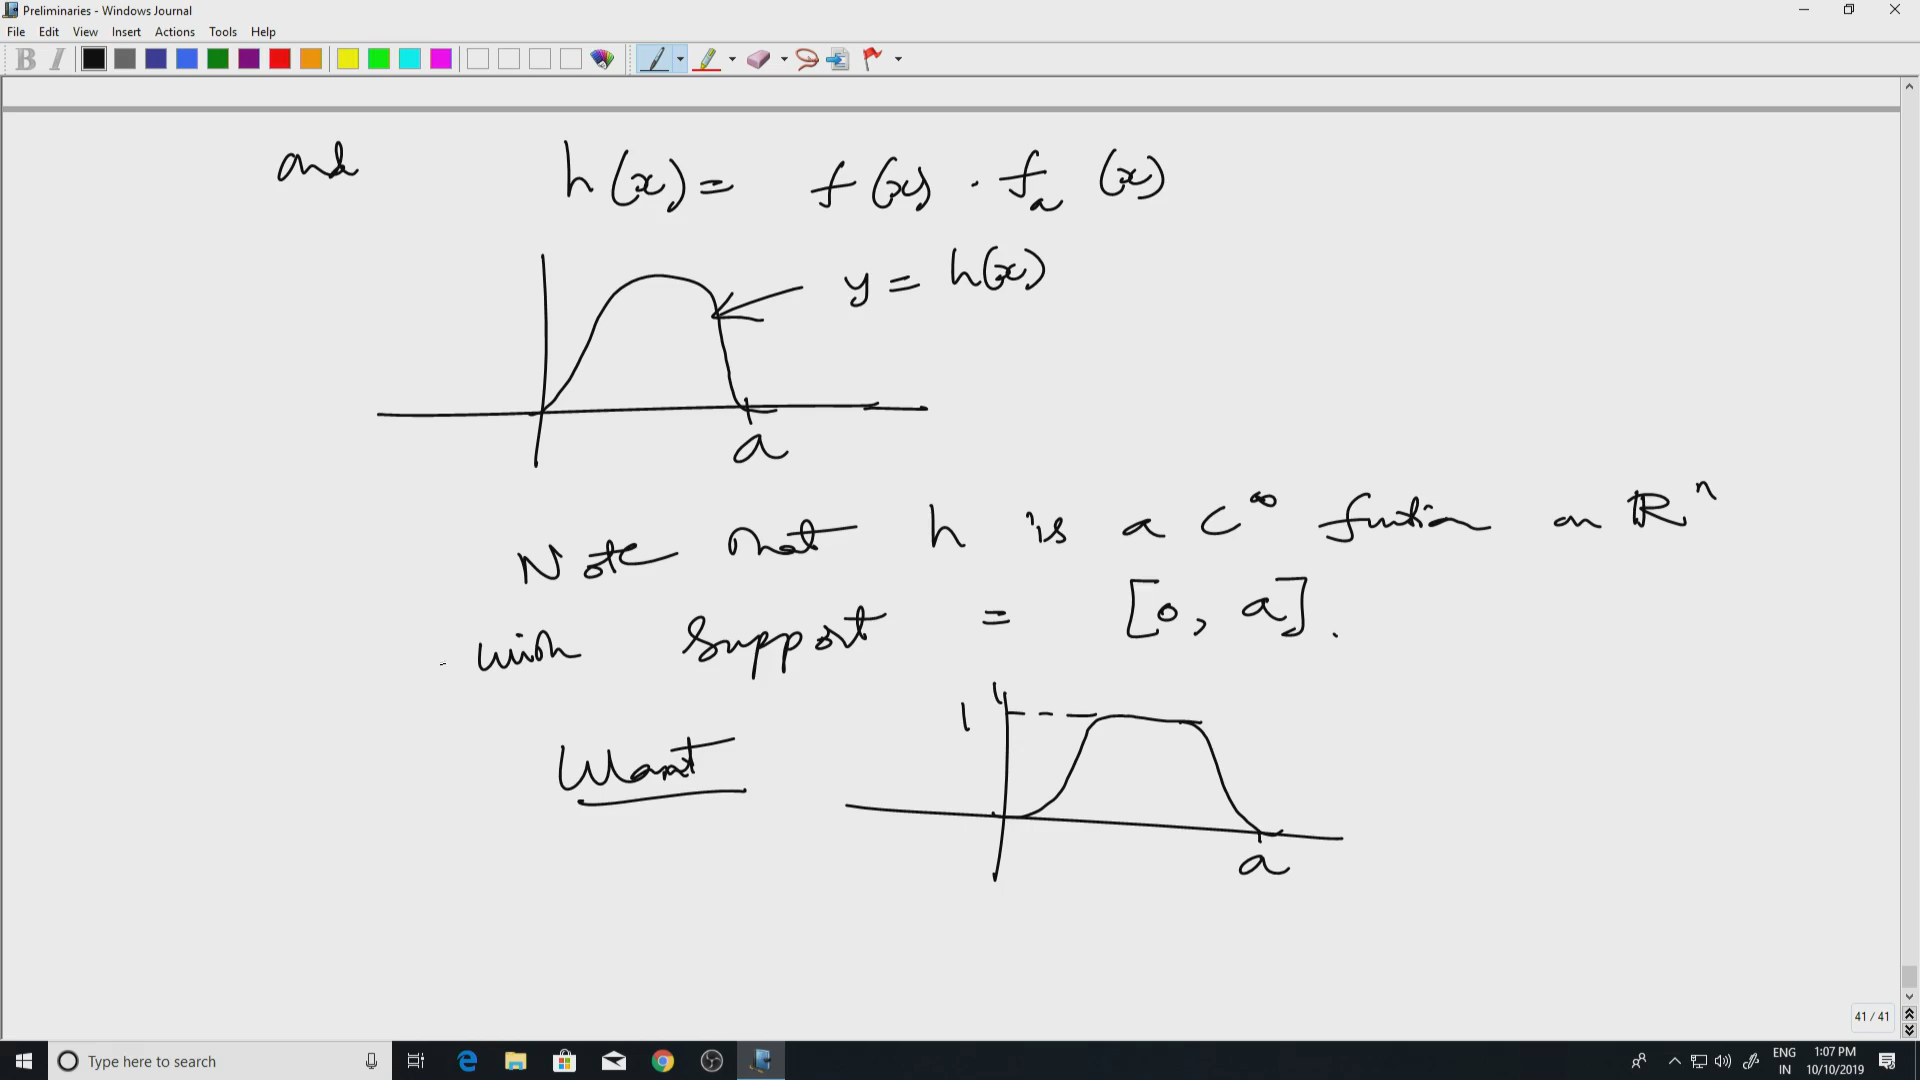 Preliminaries - Windows Journal
File Edit View Insert Actions Tools Help
B I
and h(x) = f(x) · fₐ(x)
y = h(x)
a
Note that h is a C^∞ function on ℝ^n
with support = [0, a].
Want
1
a
41 / 41
Type here to search
ENG 1:07 PM
IN 10/10/2019